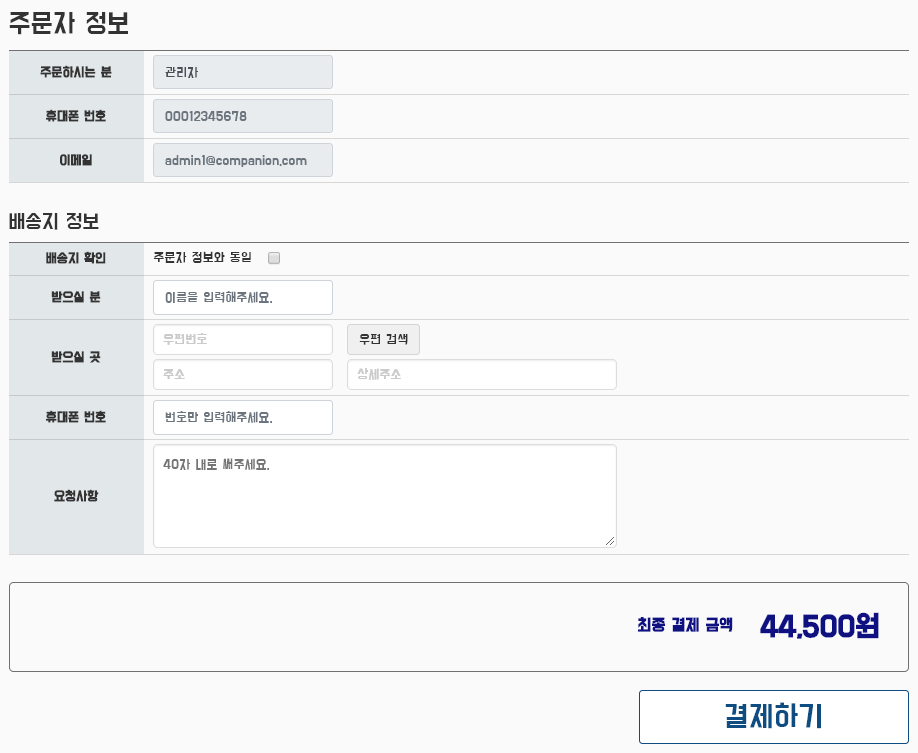 주문자 정보
주문하시는 분 관리자
휴대폰 번호 00012345678
이메일 admin1@companion.com
배송지 정보
배송지 확인 주문자 정보와 동일
받으실 분 이름을 입력해주세요.
우편번호 우편 검색
받으실 곳
주소 상세주소
휴대폰 번호 번호만 입력해주세요.
40자 내로 써주세요.
요청사항
최종 결제 금액 44,500원
결제하기